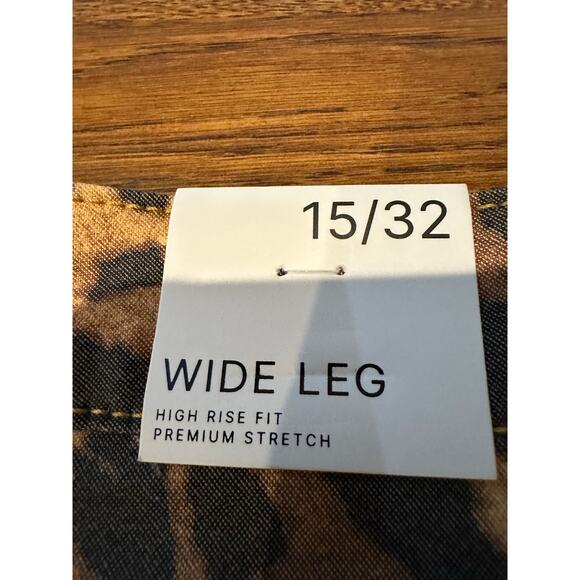 15/32
WIDE LEG
HIGH RISE FIT
PREMIUM STRETCH